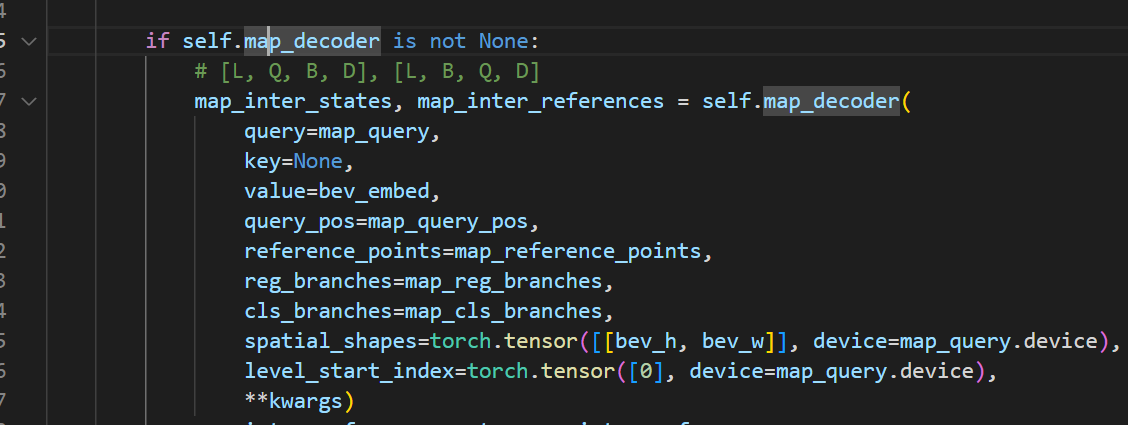 4
5 if self.map_decoder is not None:
6 # [L, Q, B, D], [L, B, Q, D]
7 map_inter_states, map_inter_references = self.map_decoder(
8 query=map_query,
9 key=None,
0 value=bev_embed,
1 query_pos=map_query_pos,
2 reference_points=map_reference_points,
3 reg_branches=map_reg_branches,
4 cls_branches=map_cls_branches,
5 spatial_shapes=torch.tensor([[bev_h, bev_w]], device=map_query.device),
6 level_start_index=torch.tensor([0], device=map_query.device),
7 **kwargs)